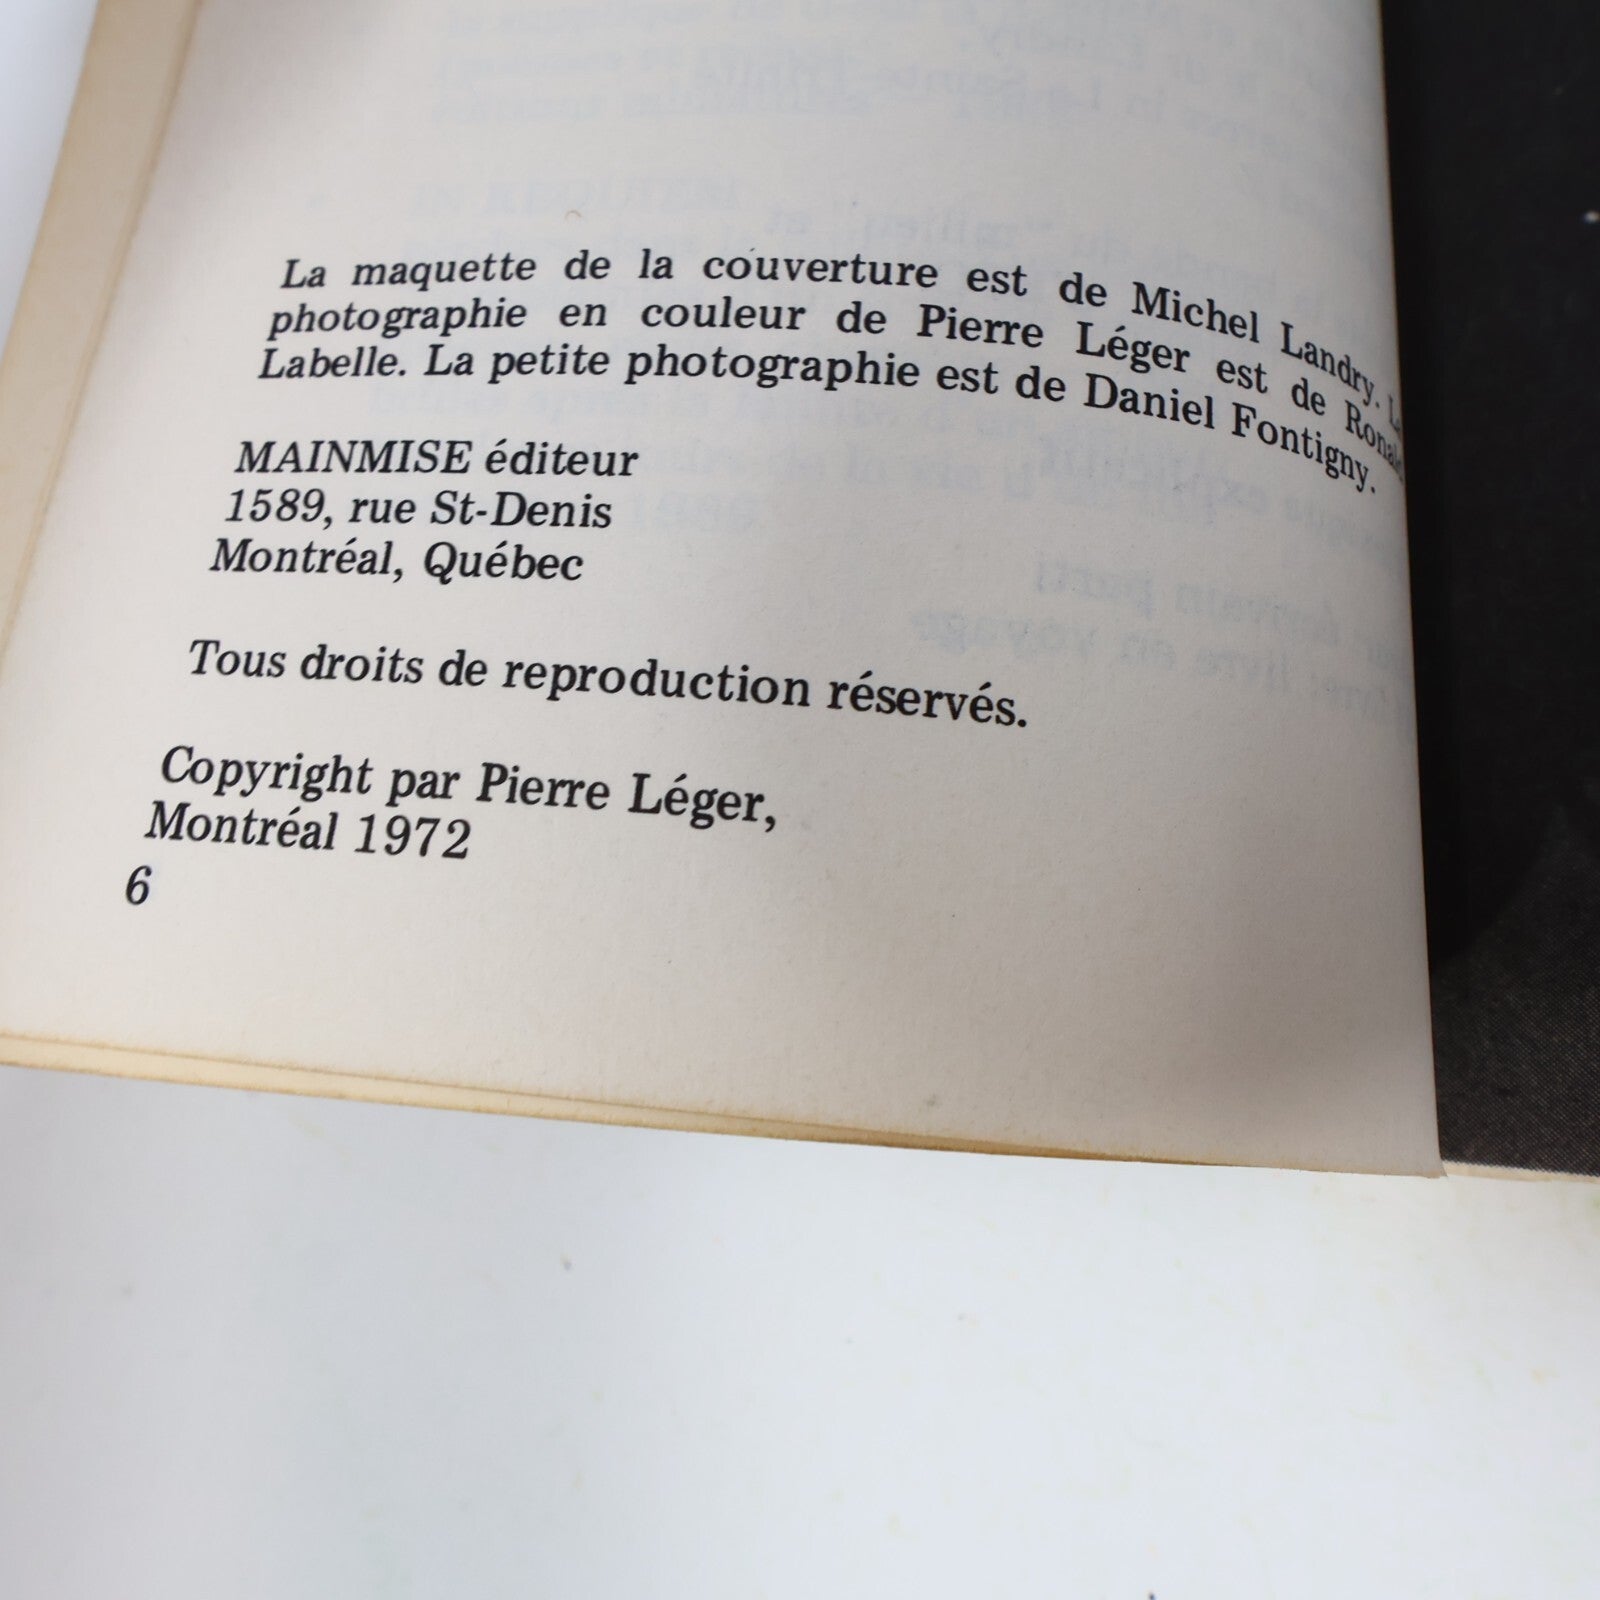 La maquette de la couverture est de Michel Landry. La
photographie en couleur de Pierre Léger est de Ronald
Labelle. La petite photographie est de Daniel Fontigny.
MAINMISE éditeur
1589, rue St-Denis
Montréal, Québec
Tous droits de reproduction réservés.
Copyright par Pierre Léger,
Montréal 1972
6